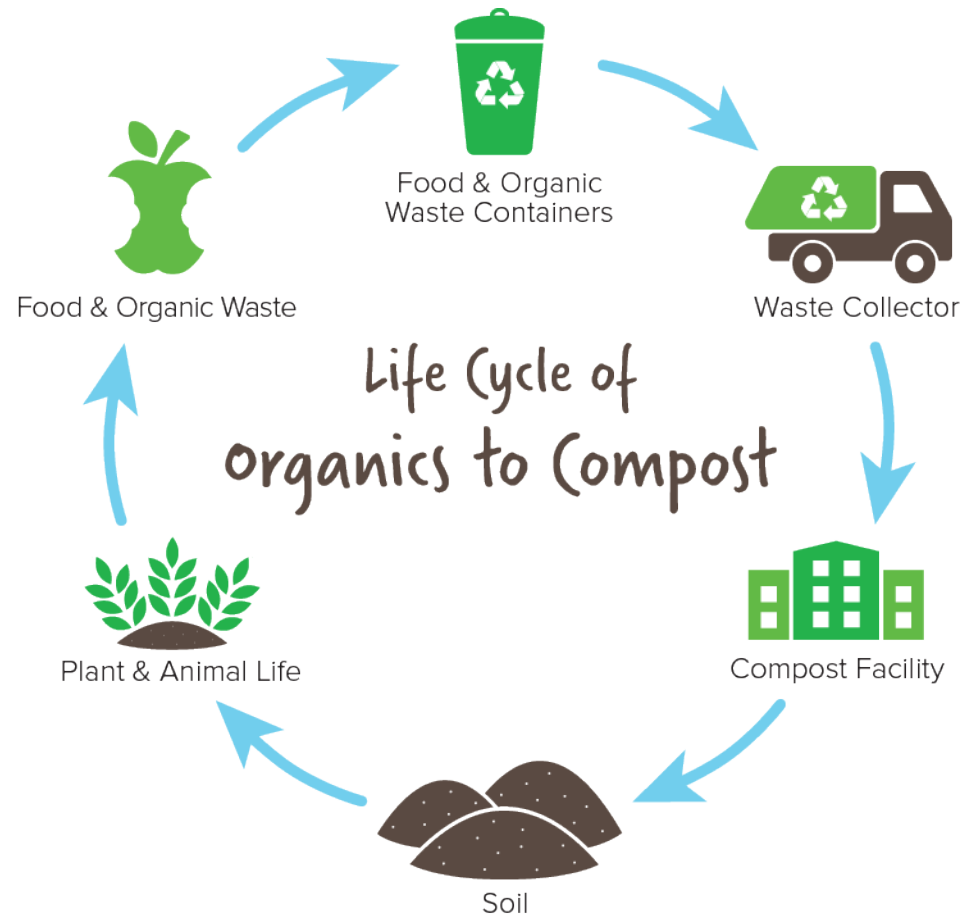 Food & Organic
Waste Containers
Waste Collector
Food & Organic Waste
Life Cycle of
Organics to Compost
Plant & Animal Life
Compost Facility
Soil